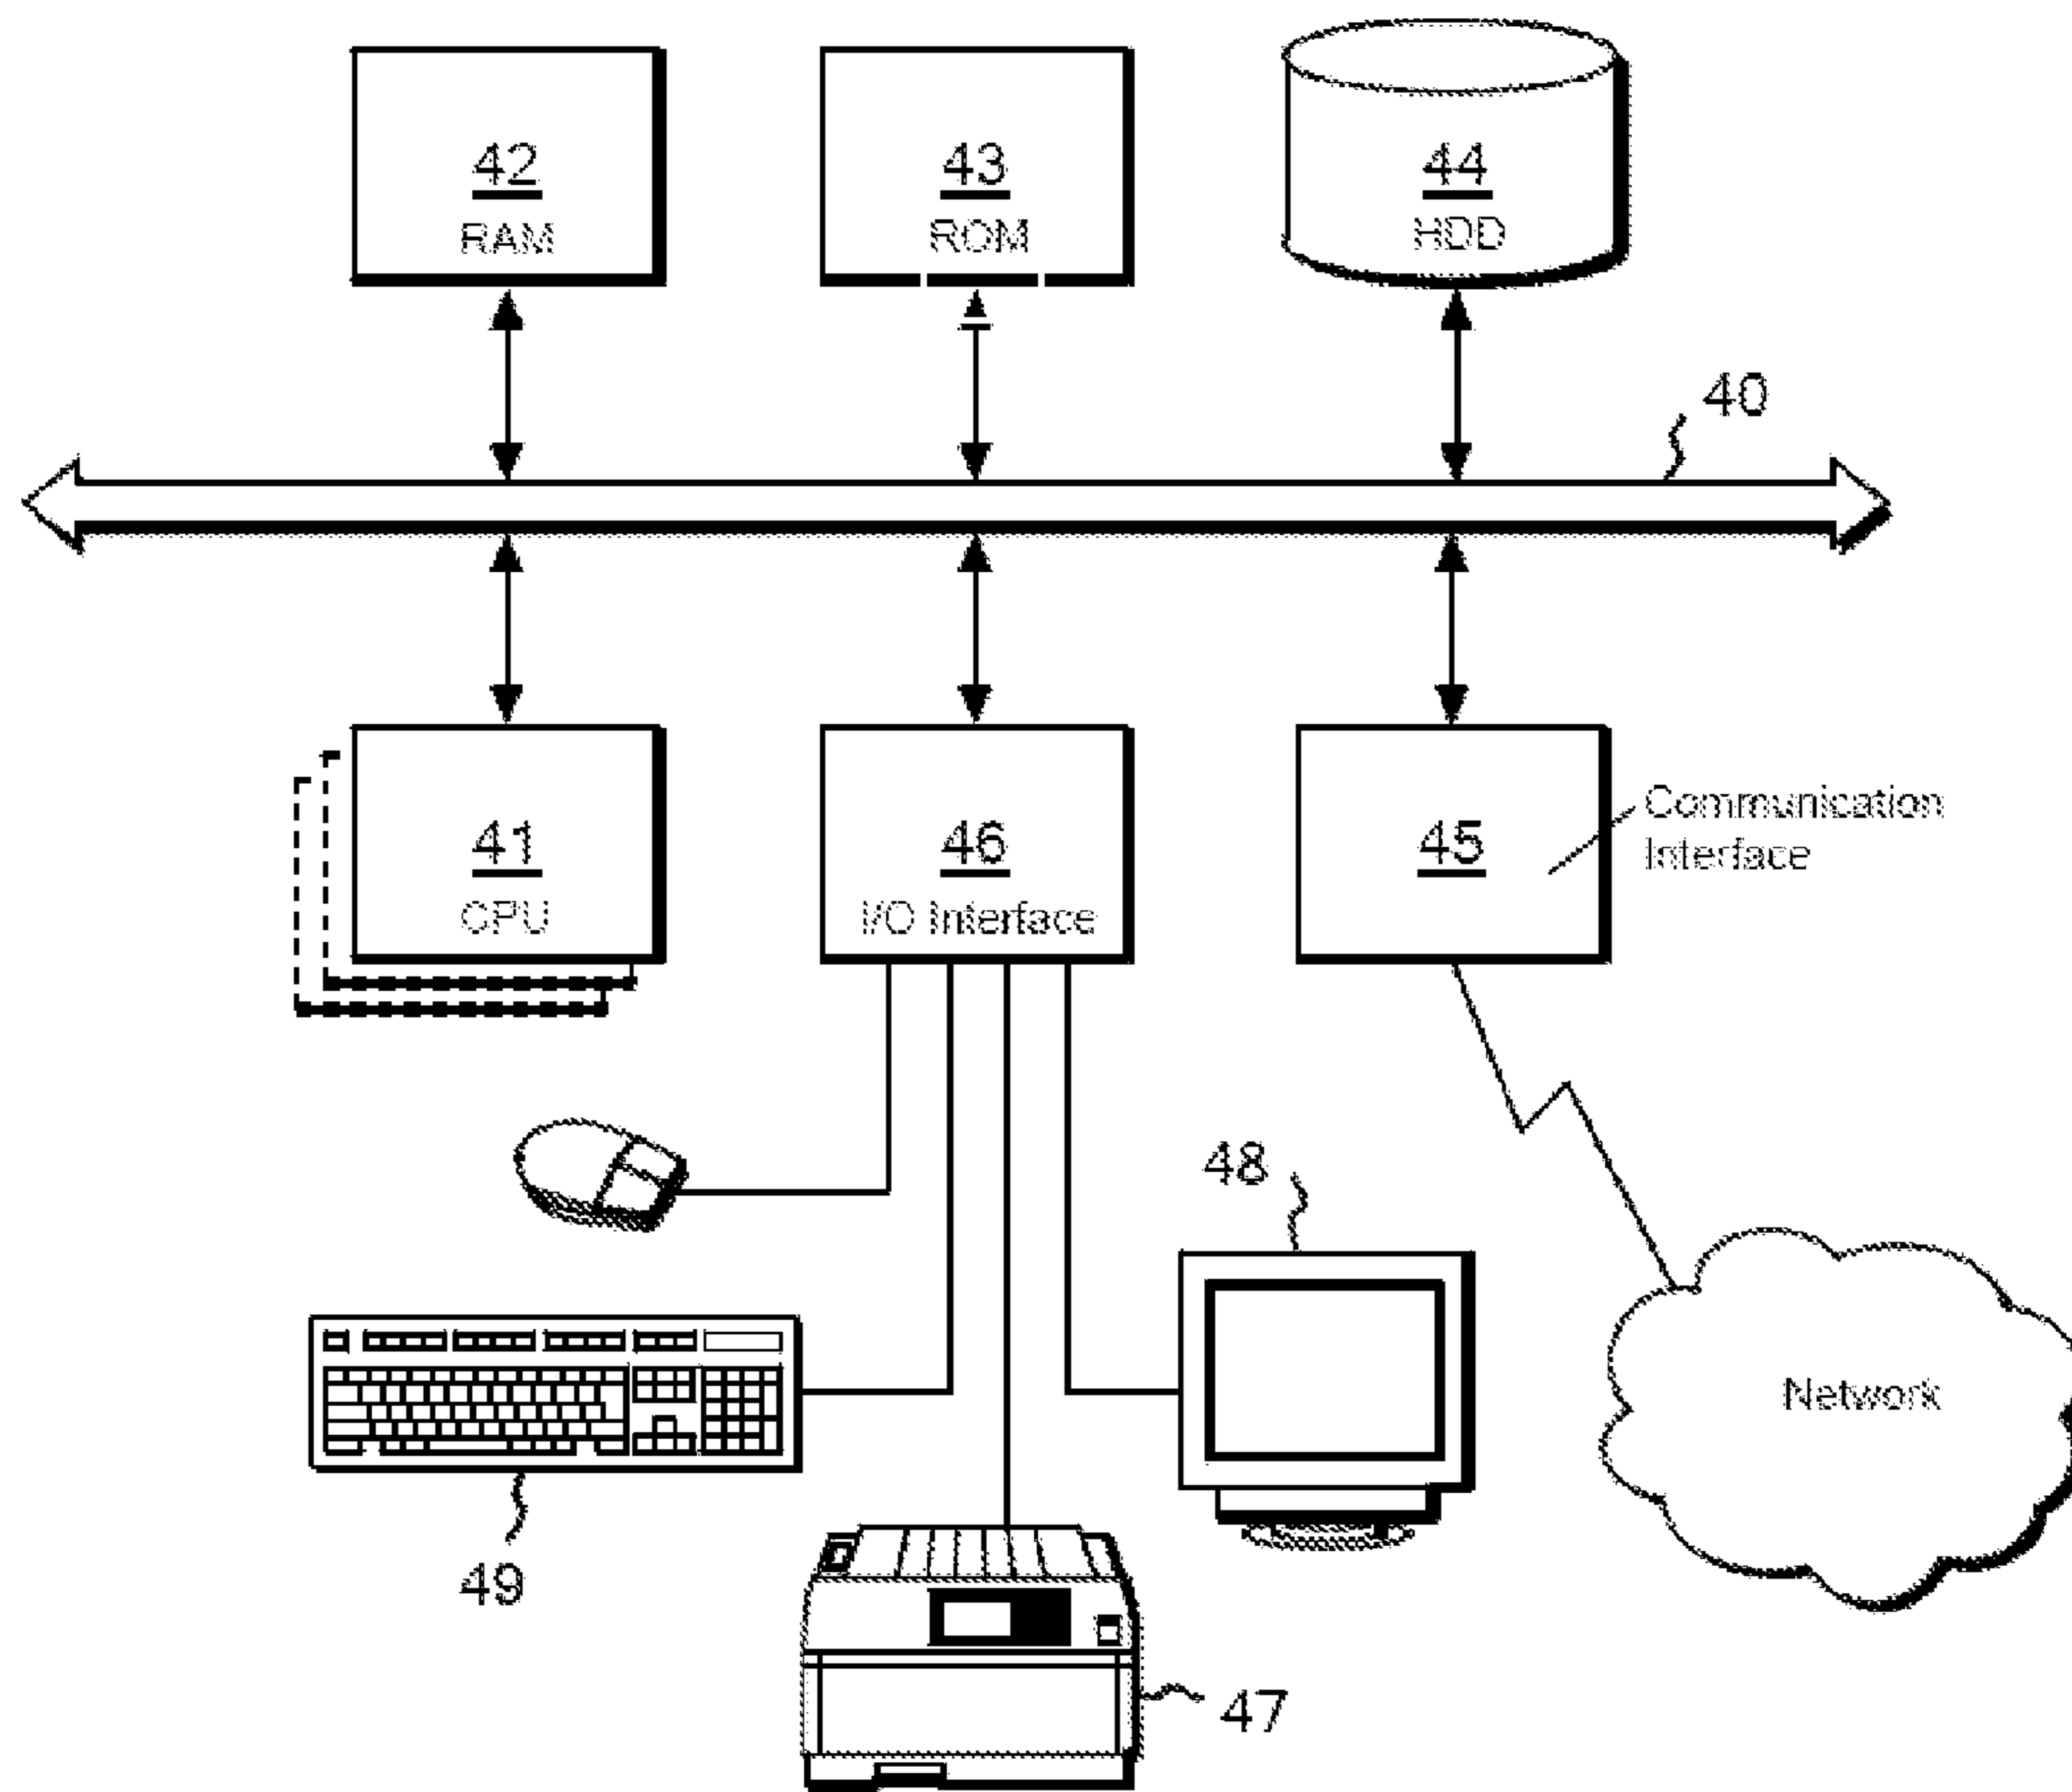 42
RAM
43
ROM
44
HDD
40
41
CPU
46
I/O Interface
45
Communication
Interface
48
Network
49
47